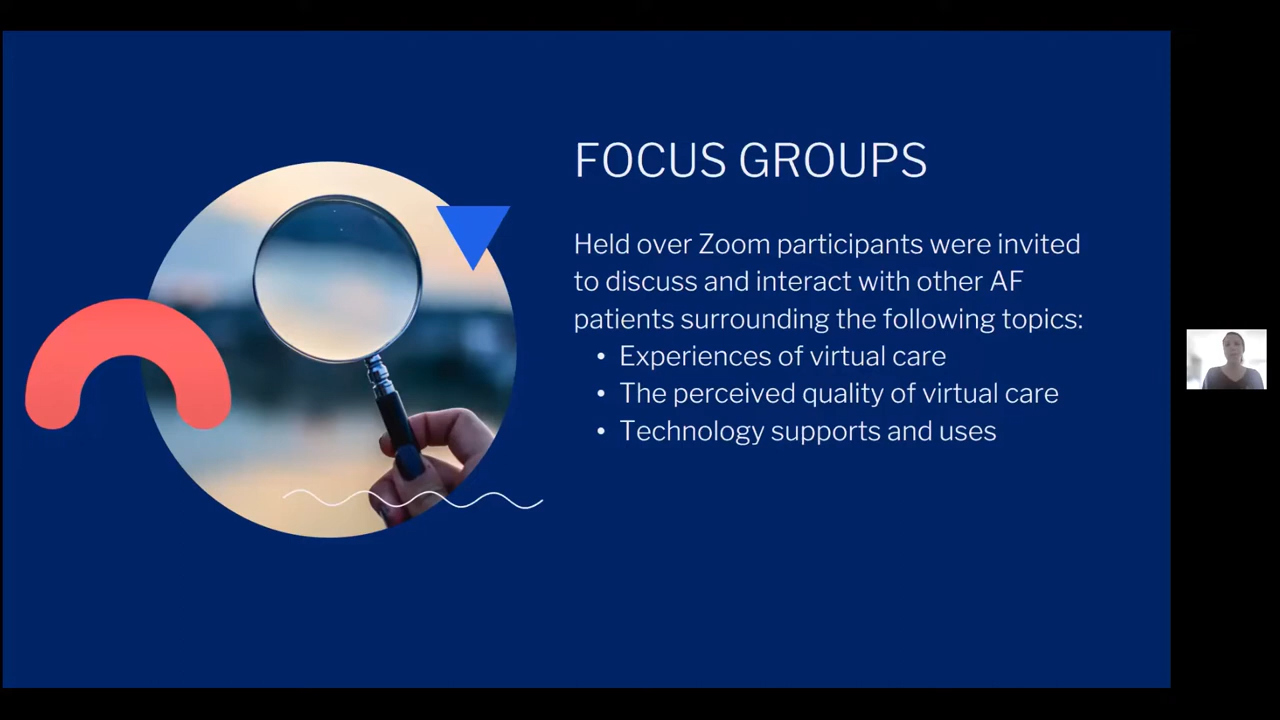 FOCUS GROUPS
Held over Zoom participants were invited
to discuss and interact with other AF
patients surrounding the following topics:
• Experiences of virtual care
• The perceived quality of virtual care
• Technology supports and uses